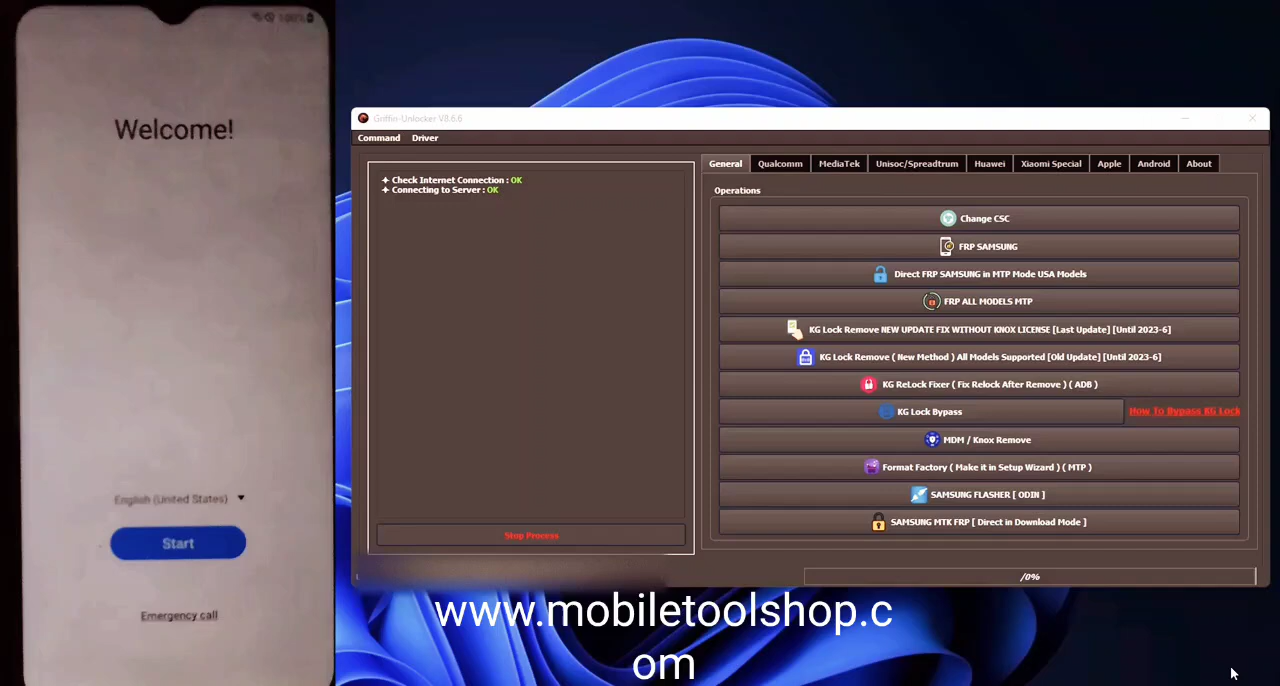 100%
Welcome!
English (United States)
Start
Emergency call
Griffin-Unlocker V8.6.6
Command Driver
Check Internet Connection : OK
Connecting to Server : OK
Stop Process
General Qualcomm MediaTek Unisoc/Spreadtrum Huawei Xiaomi Special Apple Android About
Operations
Change CSC
FRP SAMSUNG
Direct FRP SAMSUNG in MTP Mode USA Models
FRP ALL MODELS MTP
KG Lock Remove NEW UPDATE FIX WITHOUT KNOX LICENSE [Last Update] [Until 2023-6]
KG Lock Remove ( New Method ) All Models Supported [Old Update] [Until 2023-6]
KG ReLock Fixer ( Fix Relock After Remove ) ( ADB )
KG Lock Bypass How To Bypass KG Lock
MDM / Knox Remove
Format Factory ( Make it in Setup Wizard ) ( MTP )
SAMSUNG FLASHER [ ODIN ]
SAMSUNG MTK FRP [ Direct in Download Mode ]
/0%
www.mobiletoolshop.c
om